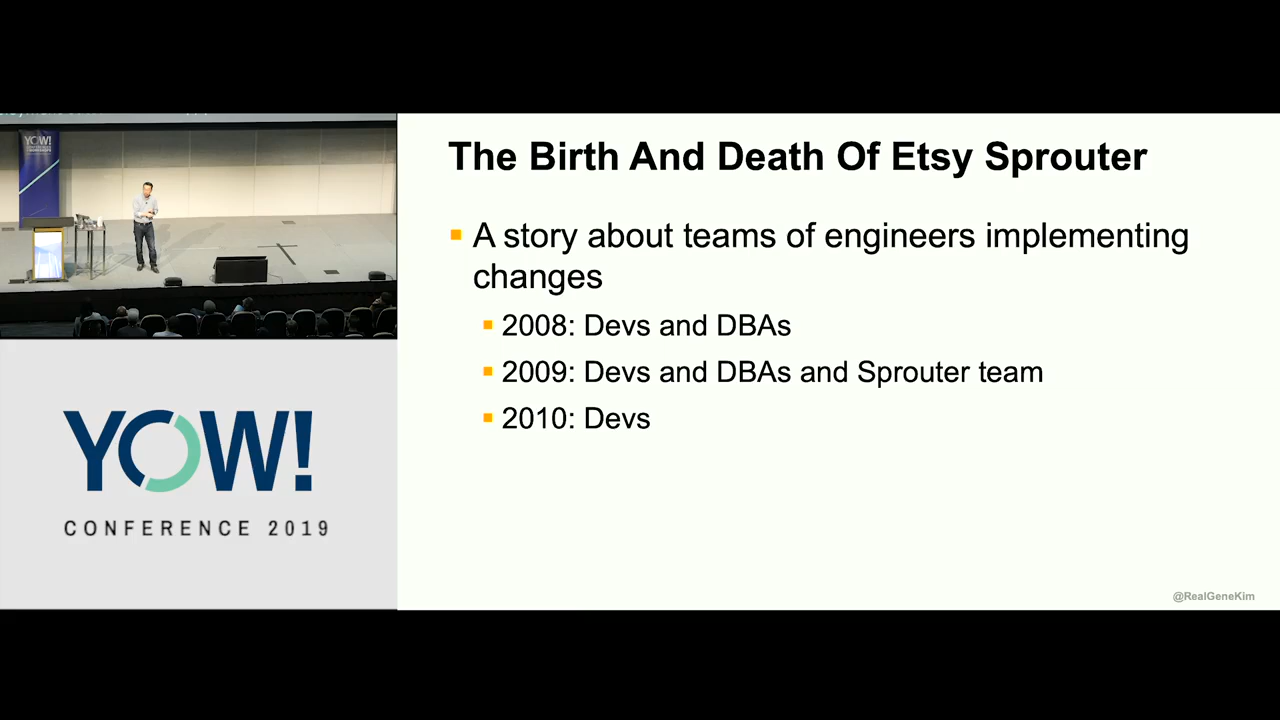 The Birth And Death Of Etsy Sprouter
A story about teams of engineers implementing
changes
2008: Devs and DBAs
2009: Devs and DBAs and Sprouter team
2010: Devs
@RealGeneKim
YOW!
YOW!
CONFERENCE 2019